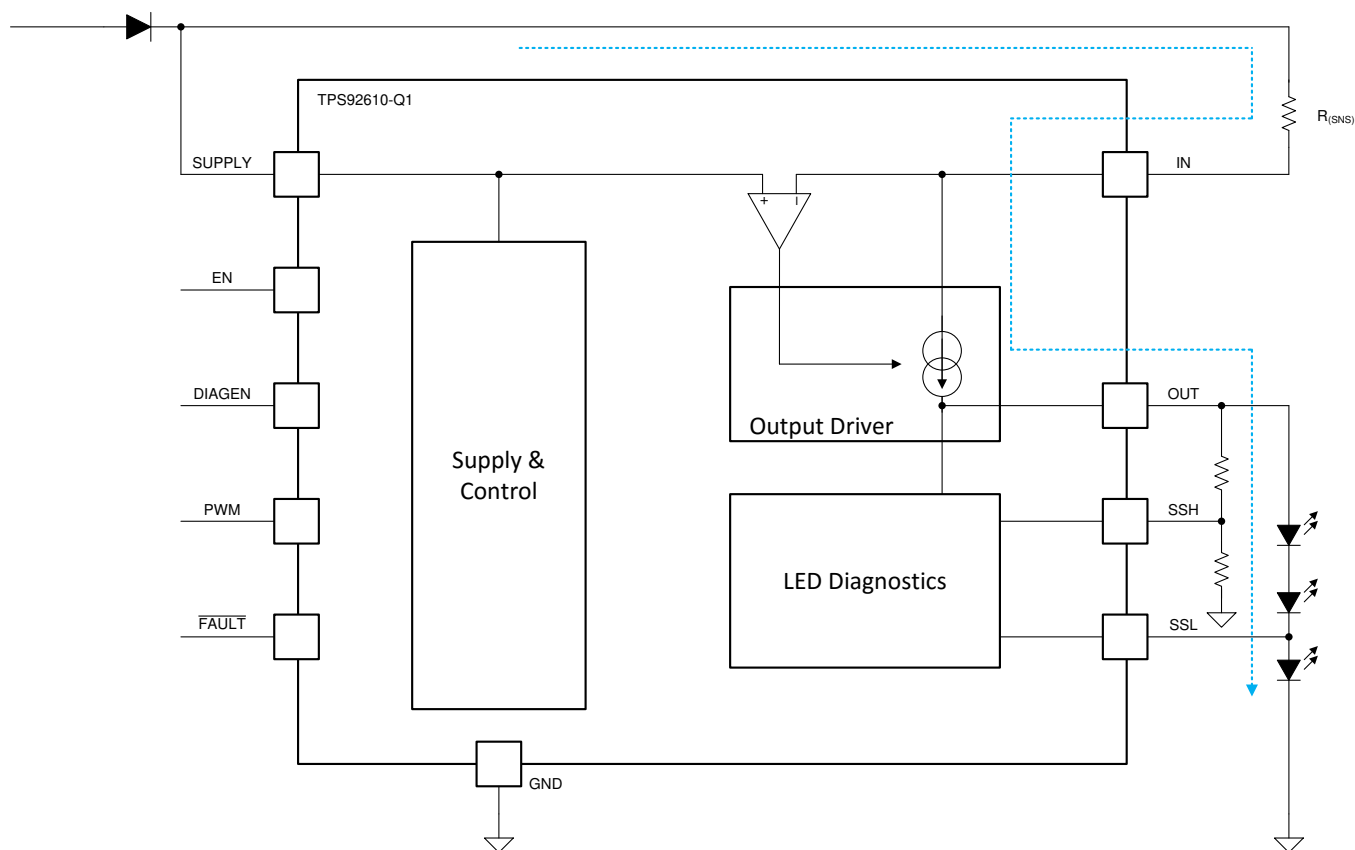 TPS92610-Q1
R(SNS)
SUPPLY
IN
+
–
EN
DIAGEN
OUT
Output Driver
Supply &
Control
PWM
SSH
LED Diagnostics
FAULT
SSL
GND